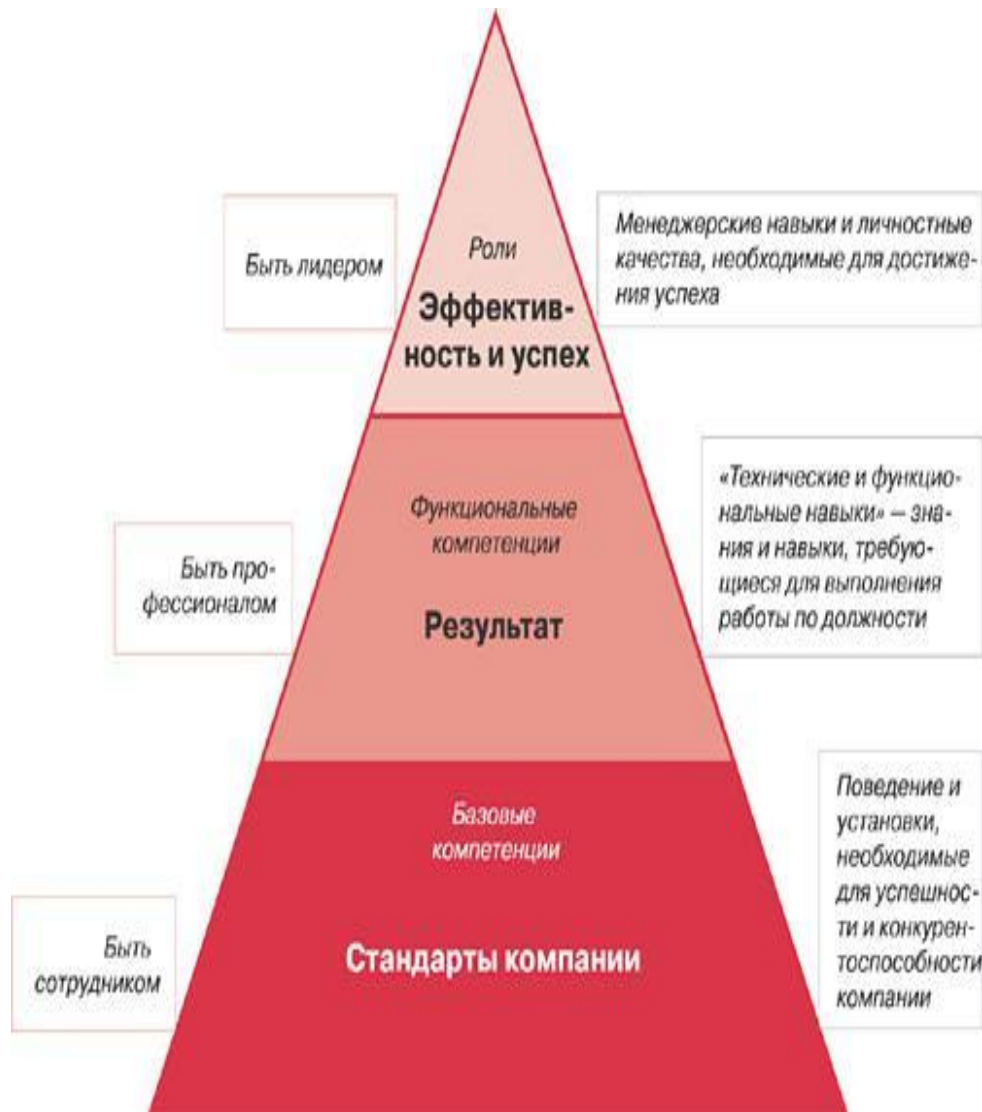 Быть лидером
Роли
Эффектив-
ность и успех
Менеджерские навыки и личностные
качества, необходимые для достиже-
ния успеха
Быть про-
фессионалом
Функциональные
компетенции
Результат
«Технические и функцио-
нальные навыки» — зна-
ния и навыки, требую-
щиеся для выполнения
работы по должности
Быть
сотрудником
Базовые
компетенции
Стандарты компании
Поведение и
установки,
необходимые
для успешнос-
ти и конкурен-
тоспособности
компании